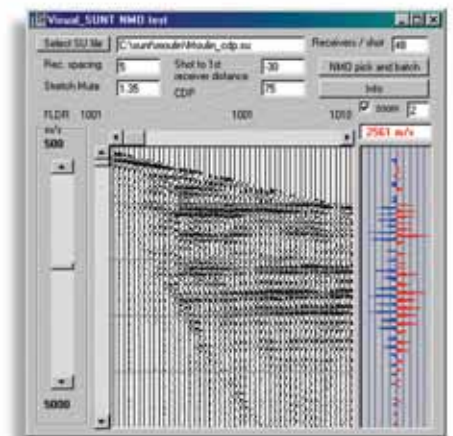 Visual_SUNT NMO test
Select SU file C:\sunt\moulin\Moulin_cdp.su Receivers / shot 48
Rec. spacing 5 Shot to 1st receiver distance -30 NMO pick and batch
Stretch Mute 1.35 CDP 75 Info
FLDR 1001 1001 1010 zoom 2
m/s
500
2561 m/s
5000